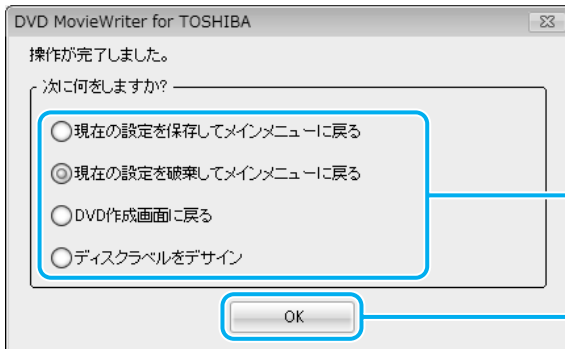 DVD MovieWriter for TOSHIBA
操作が完了しました。
次に何をしますか?
現在の設定を保存してメインメニューに戻る
現在の設定を破棄してメインメニューに戻る
DVD作成画面に戻る
ディスクラベルをデザイン
OK